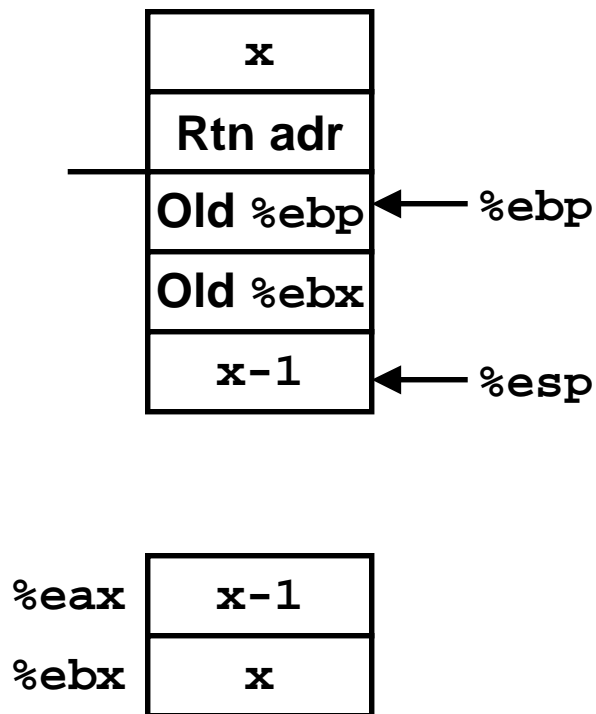 x
Rtn adr
Old %ebp %ebp
Old %ebx
x-1 %esp
%eax x-1
%ebx x